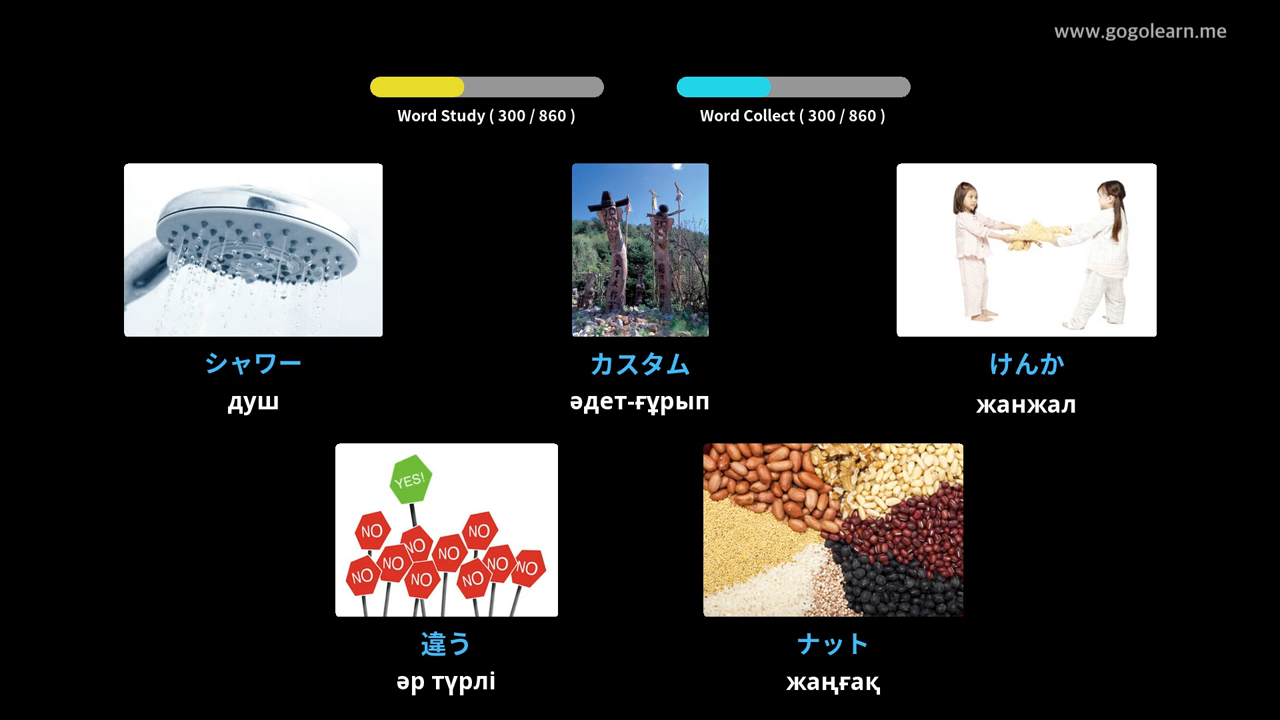 www.gogolearn.me
Word Study ( 300 / 860 )
Word Collect ( 300 / 860 )
シャワー
душ
カスタム
әдет-ғұрып
けんか
жанжал
YES!
NO
NO
NO
NO
NO
NO
NO
NO
NO
NO
違う
әр түрлі
ナット
жаңғақ